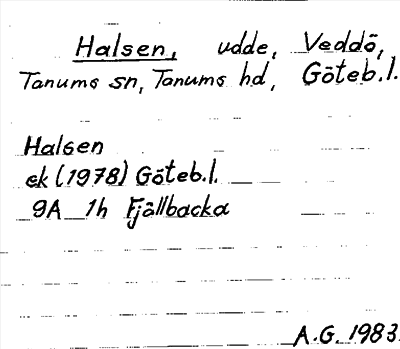 Halsen, udde, Veddö,
Tanums sn, Tanums hd, Göteb.l.
Halsen
ek (1978) Göteb.l.
9A 1h Fjällbacka
A.G. 1983.